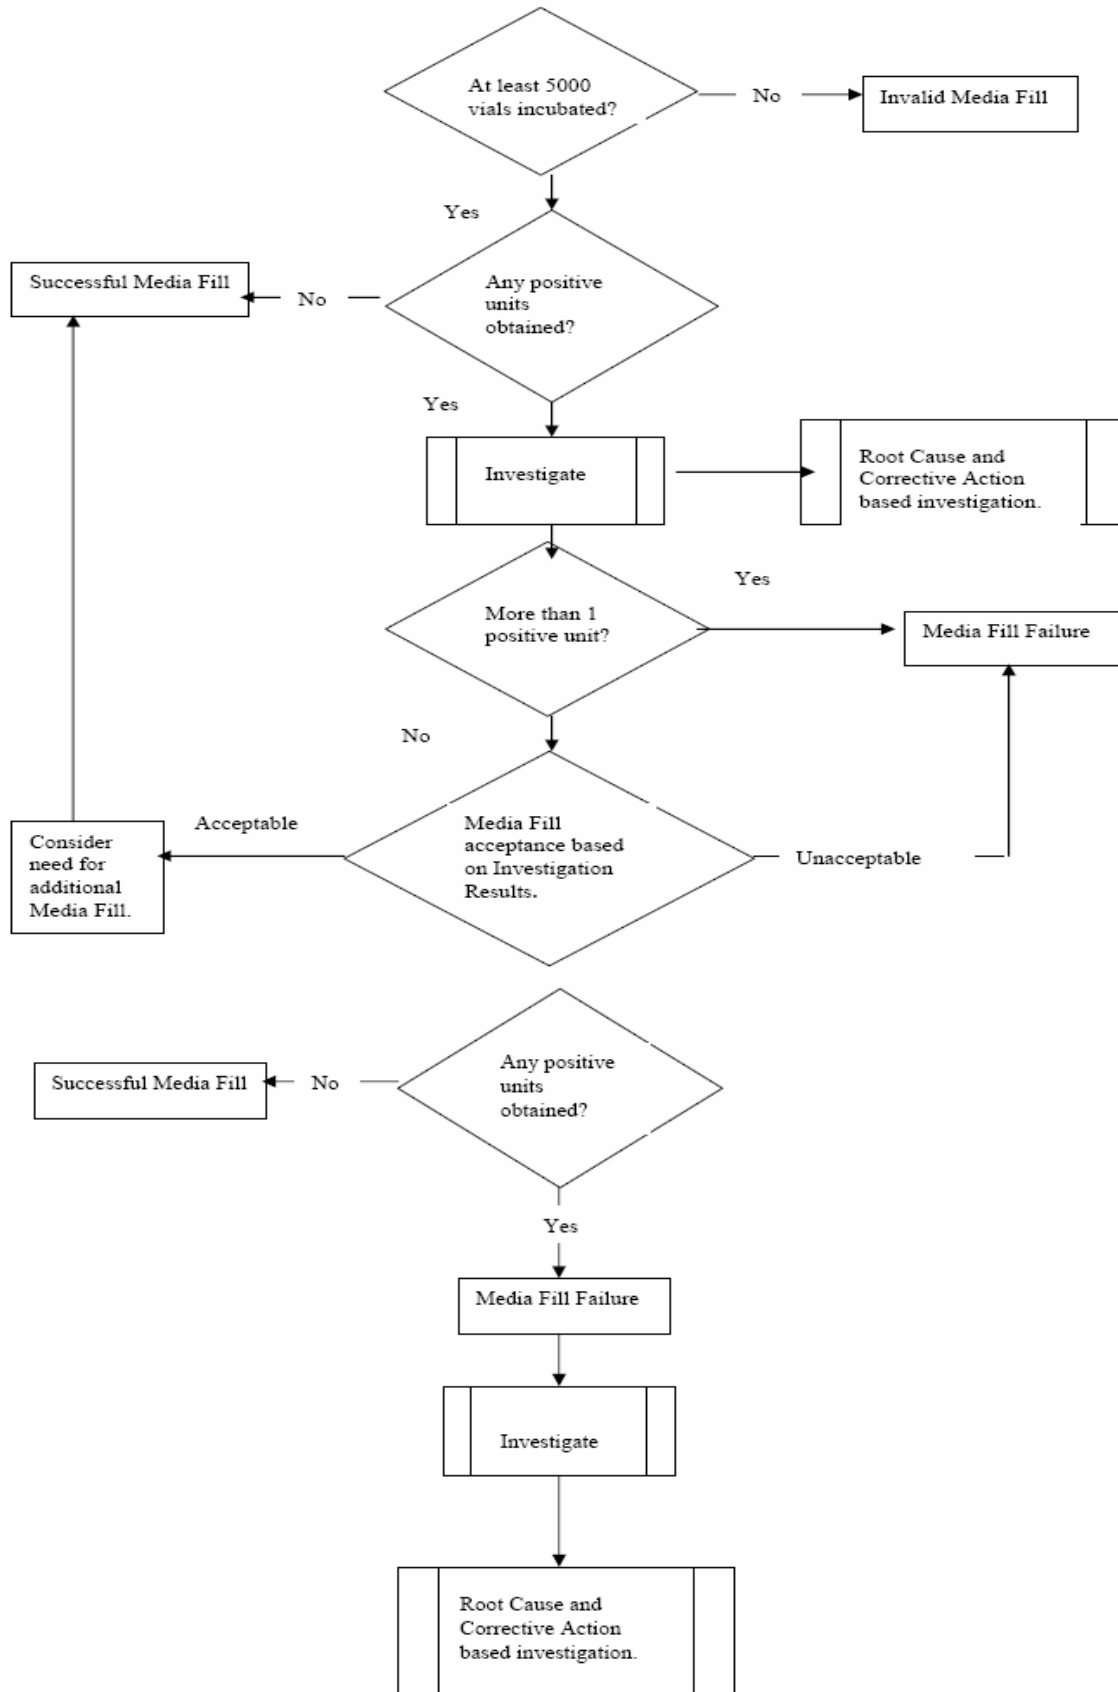 At least 5000
vials incubated?
No
Invalid Media Fill
Yes
Successful Media Fill
No
Any positive
units
obtained?
Yes
Investigate
Root Cause and
Corrective Action
based investigation.
More than 1
positive unit?
Yes
Media Fill Failure
No
Consider
need for
additional
Media Fill.
Acceptable
Media Fill
acceptance based
on Investigation
Results.
Unacceptable
Successful Media Fill
No
Any positive
units
obtained?
Yes
Media Fill Failure
Investigate
Root Cause and
Corrective Action
based investigation.